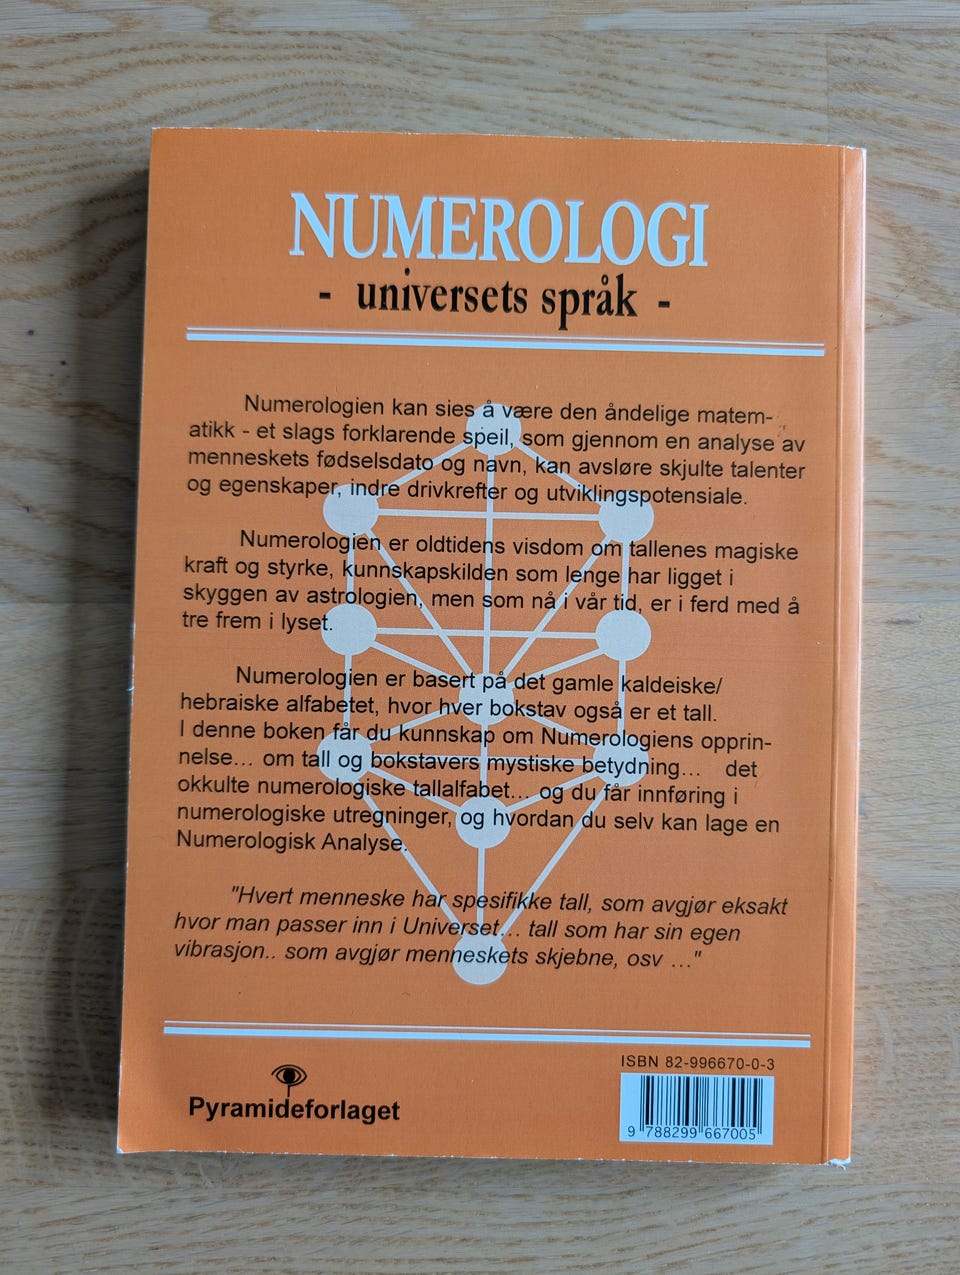 NUMEROLOGI
- universets språk -
Numerologien kan sies å være den åndelige matem-
atikk - et slags forklarende speil, som gjennom en analyse av
menneskets fødselsdato og navn, kan avsløre skjulte talenter
og egenskaper, indre drivkrefter og utviklingspotensiale.
Numerologien er oldtidens visdom om tallenes magiske
kraft og styrke, kunnskapskilden som lenge har ligget i
skyggen av astrologien, men som nå i vår tid, er i ferd med å
tre frem i lyset.
Numerologien er basert på det gamle kaldeiske/
hebraiske alfabetet, hvor hver bokstav også er et tall.
I denne boken får du kunnskap om Numerologiens opprin-
nelse... om tall og bokstavers mystiske betydning... det
okkulte numerologiske tallalfabet... og du får innføring i
numerologiske utregninger, og hvordan du selv kan lage en
Numerologisk Analyse.
"Hvert menneske har spesifikke tall, som avgjør eksakt
hvor man passer inn i Universet... tall som har sin egen
vibrasjon.. som avgjør menneskets skjebne, osv ..."
Pyramideforlaget
ISBN 82-996670-0-3
9 788299 667005